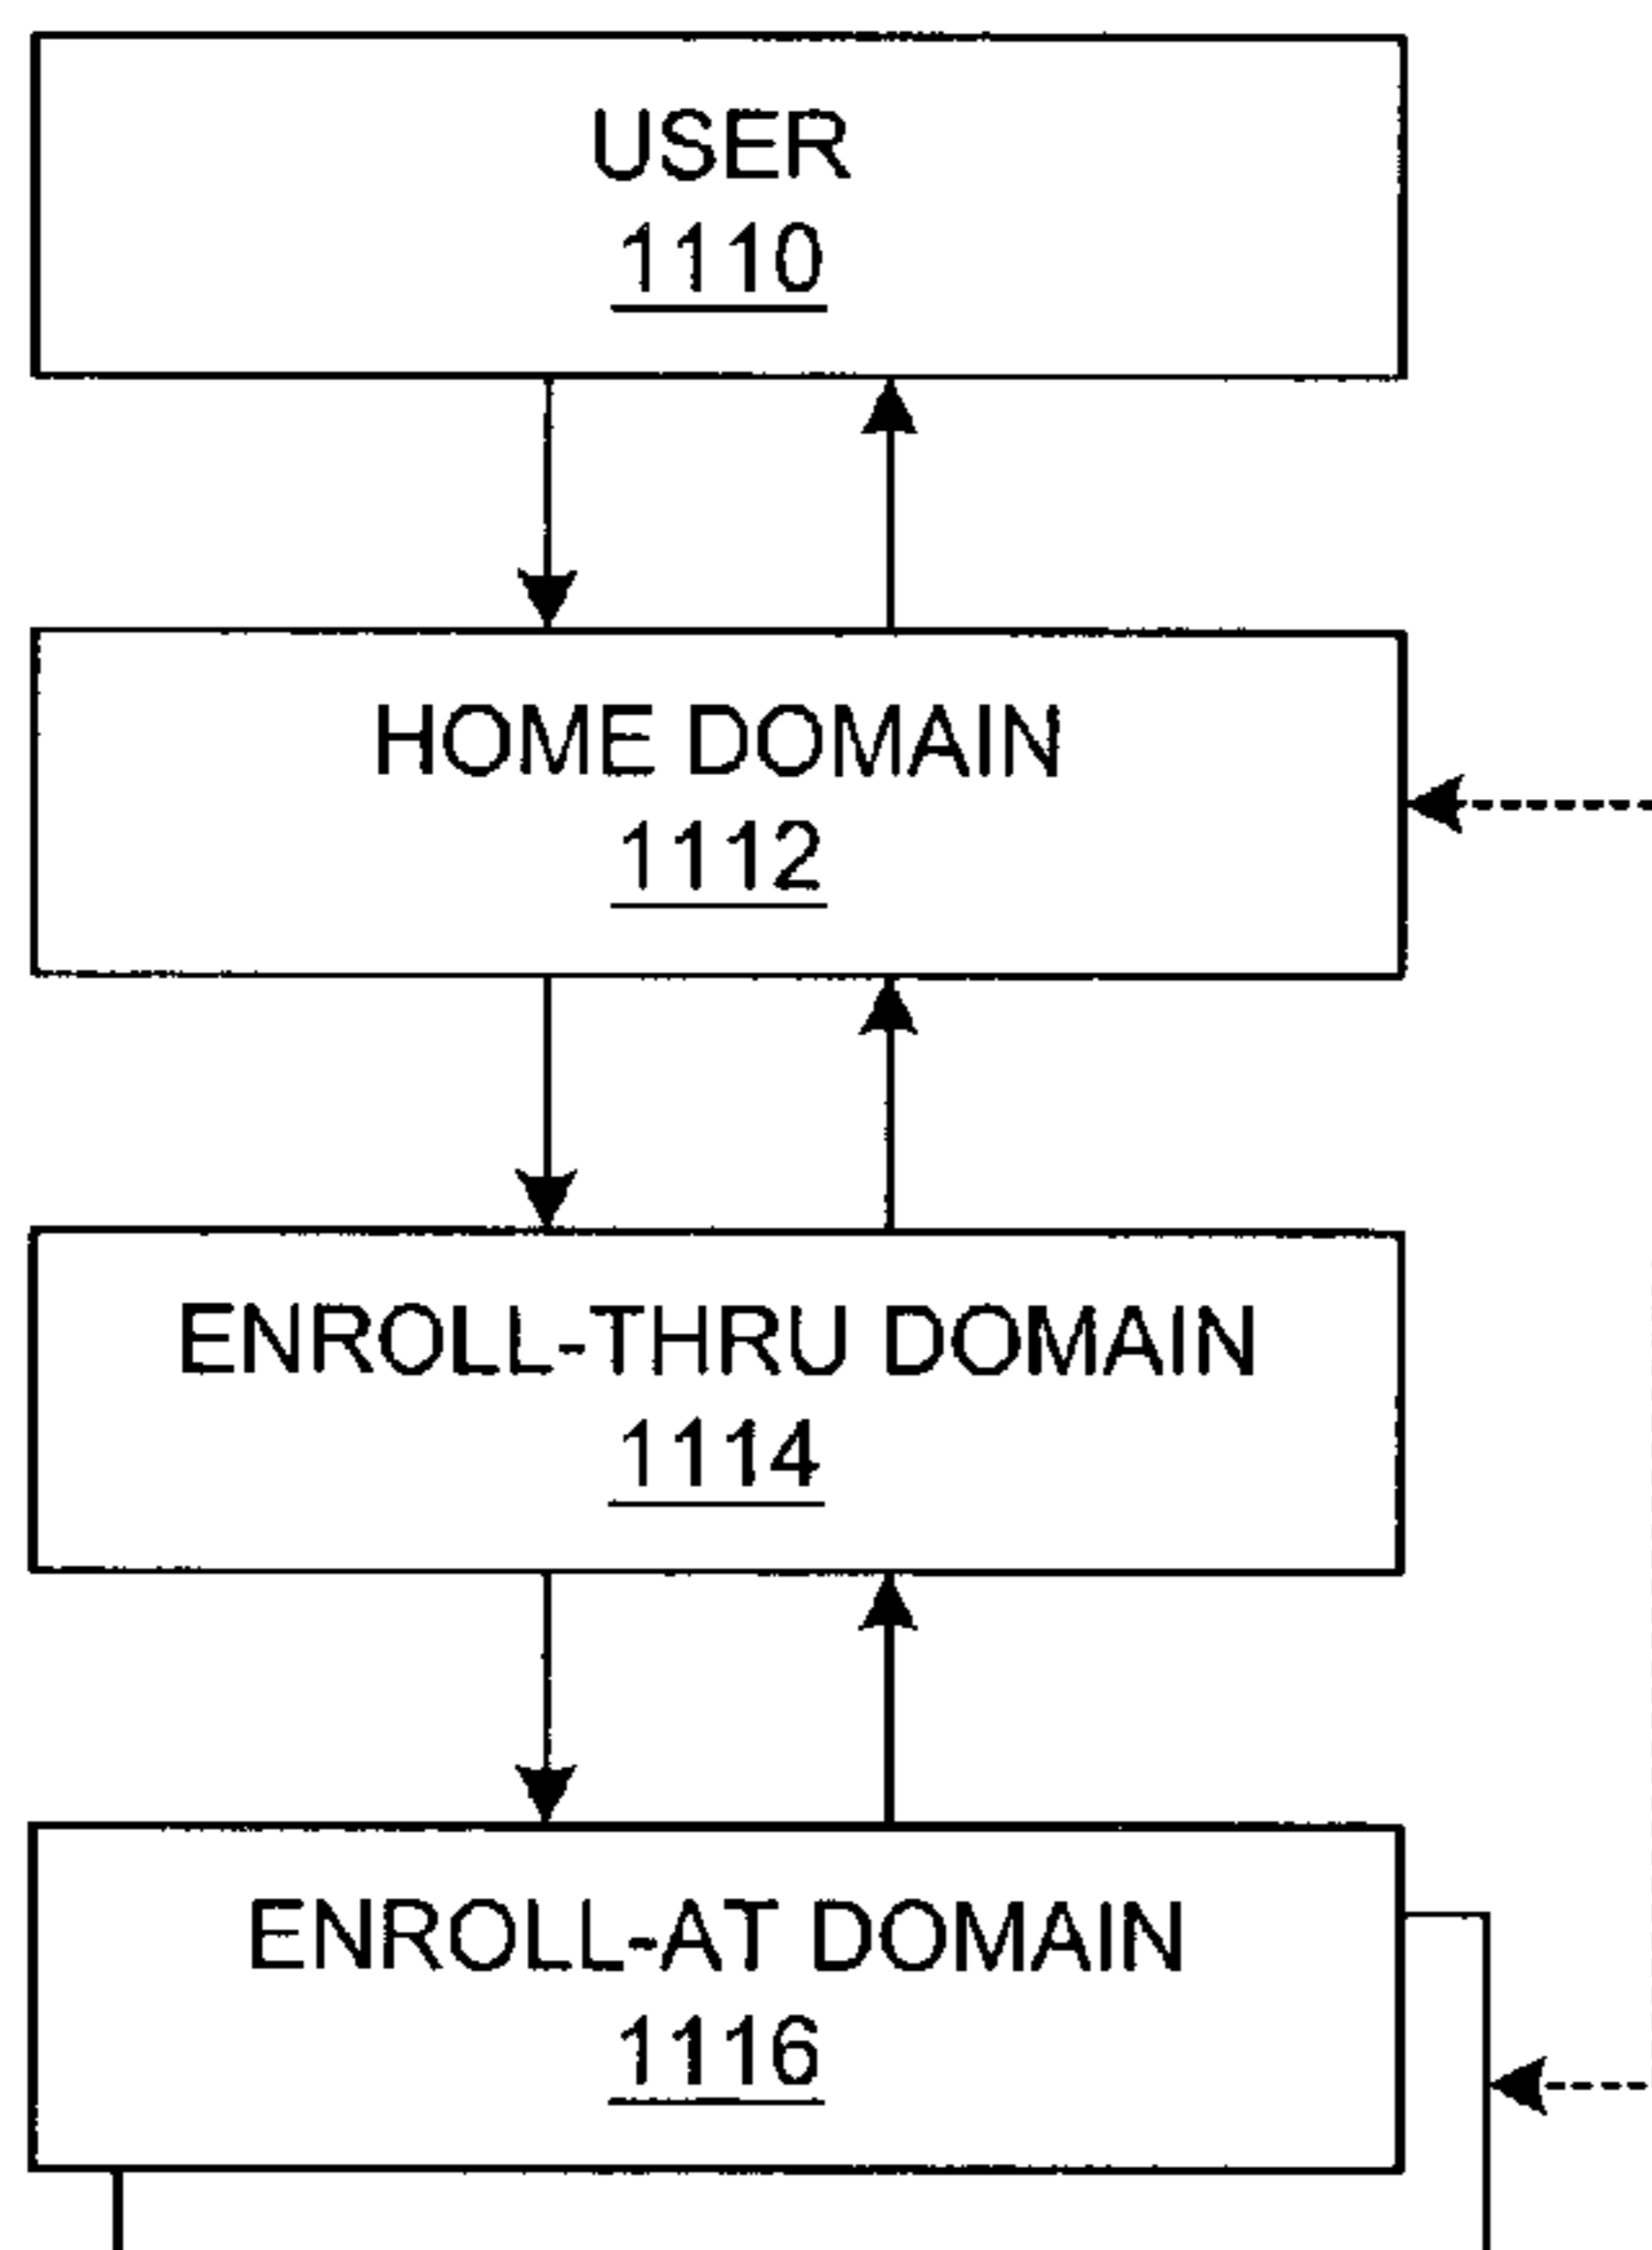 USER
1110
HOME DOMAIN
1112
ENROLL-THRU DOMAIN
1114
ENROLL-AT DOMAIN
1116